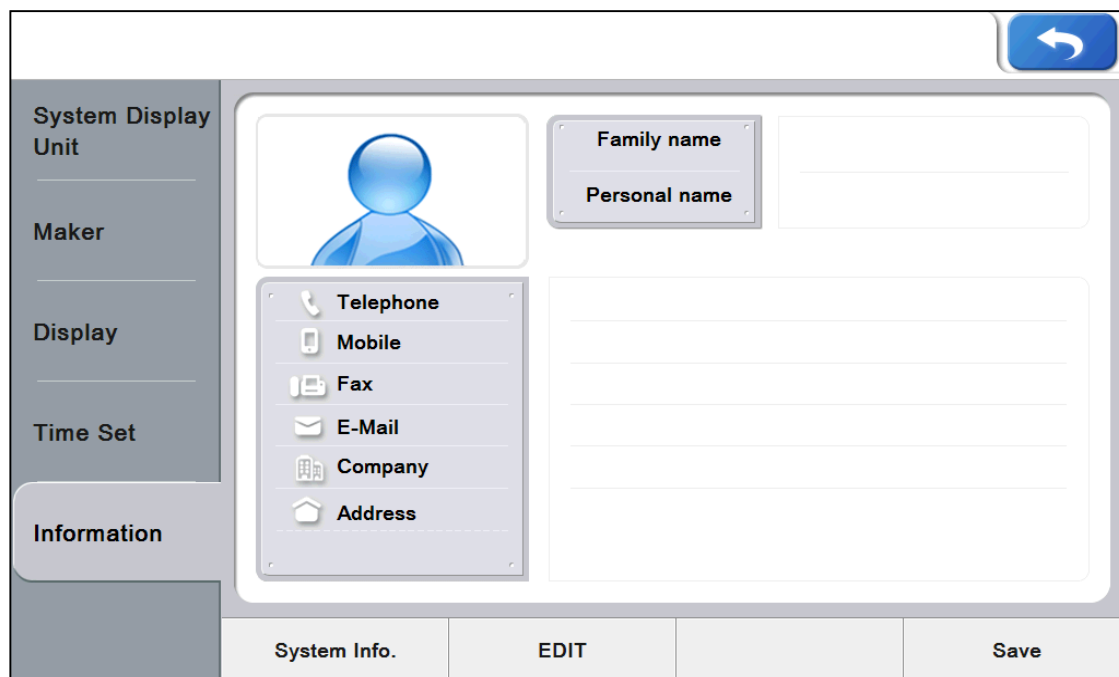 System Display
Unit
Maker
Display
Time Set
Information
Family name
Personal name
Telephone
Mobile
Fax
E-Mail
Company
Address
System Info.
EDIT
Save